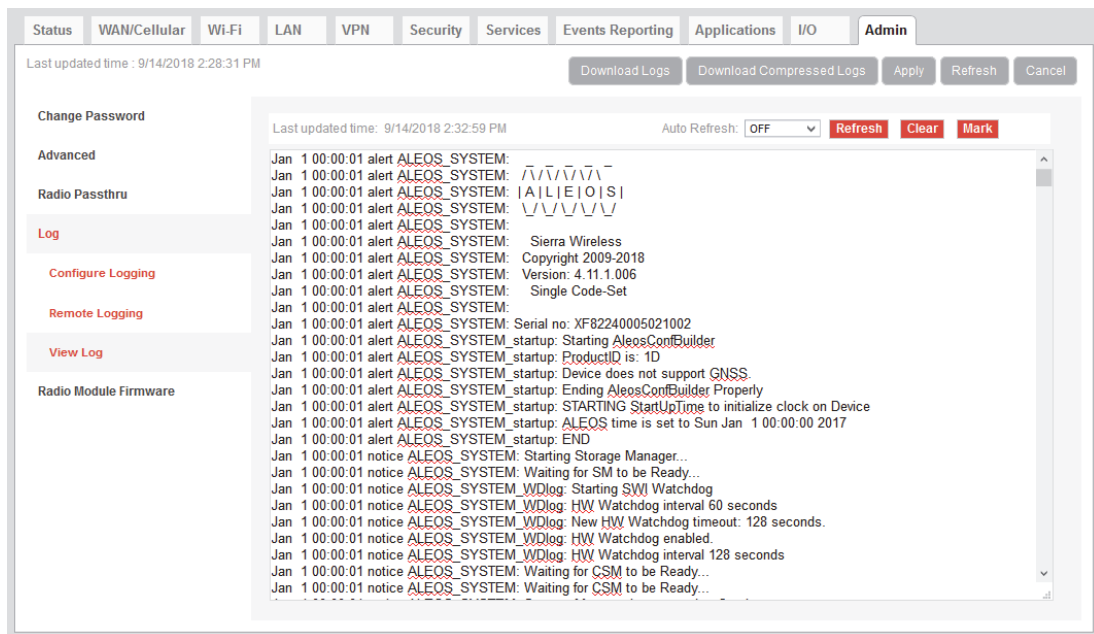 Status WAN/Cellular Wi-Fi LAN VPN Security Services Events Reporting Applications I/O Admin
Last updated time : 9/14/2018 2:28:31 PM
Download Logs Download Compressed Logs Apply Refresh Cancel
Change Password
Advanced
Radio Passthru
Log
Configure Logging
Remote Logging
View Log
Radio Module Firmware
Last updated time: 9/14/2018 2:32:59 PM Auto Refresh: OFF Refresh Clear Mark
Jan 1 00:00:01 alert ALEOS_SYSTEM: _ _ _ _ _
Jan 1 00:00:01 alert ALEOS_SYSTEM: / \ / \ / \ / \ / \
Jan 1 00:00:01 alert ALEOS_SYSTEM: | A | L | E | O | S |
Jan 1 00:00:01 alert ALEOS_SYSTEM: \_/ \_/ \_/ \_/ \_/
Jan 1 00:00:01 alert ALEOS_SYSTEM:
Jan 1 00:00:01 alert ALEOS_SYSTEM: Sierra Wireless
Jan 1 00:00:01 alert ALEOS_SYSTEM: Copyright 2009-2018
Jan 1 00:00:01 alert ALEOS_SYSTEM: Version: 4.11.1.006
Jan 1 00:00:01 alert ALEOS_SYSTEM: Single Code-Set
Jan 1 00:00:01 alert ALEOS_SYSTEM:
Jan 1 00:00:01 alert ALEOS_SYSTEM: Serial no: XF82240005021002
Jan 1 00:00:01 alert ALEOS_SYSTEM_startup: Starting AleosConfBuilder
Jan 1 00:00:01 alert ALEOS_SYSTEM_startup: ProductID is: 1D
Jan 1 00:00:01 alert ALEOS_SYSTEM_startup: Device does not support GNSS.
Jan 1 00:00:01 alert ALEOS_SYSTEM_startup: Ending AleosConfBuilder Properly
Jan 1 00:00:01 alert ALEOS_SYSTEM_startup: STARTING StartUpTime to initialize clock on Device
Jan 1 00:00:01 alert ALEOS_SYSTEM_startup: ALEOS time is set to Sun Jan 1 00:00:00 2017
Jan 1 00:00:01 alert ALEOS_SYSTEM_startup: END
Jan 1 00:00:01 notice ALEOS_SYSTEM: Starting Storage Manager...
Jan 1 00:00:01 notice ALEOS_SYSTEM: Waiting for SM to be Ready...
Jan 1 00:00:01 notice ALEOS_SYSTEM_WDlog: Starting SWI Watchdog
Jan 1 00:00:01 notice ALEOS_SYSTEM_WDlog: HW Watchdog interval 60 seconds
Jan 1 00:00:01 notice ALEOS_SYSTEM_WDlog: New HW Watchdog timeout: 128 seconds.
Jan 1 00:00:01 notice ALEOS_SYSTEM_WDlog: HW Watchdog enabled.
Jan 1 00:00:01 notice ALEOS_SYSTEM_WDlog: HW Watchdog interval 128 seconds
Jan 1 00:00:01 notice ALEOS_SYSTEM: Waiting for CSM to be Ready...
Jan 1 00:00:01 notice ALEOS_SYSTEM: Waiting for CSM to be Ready...